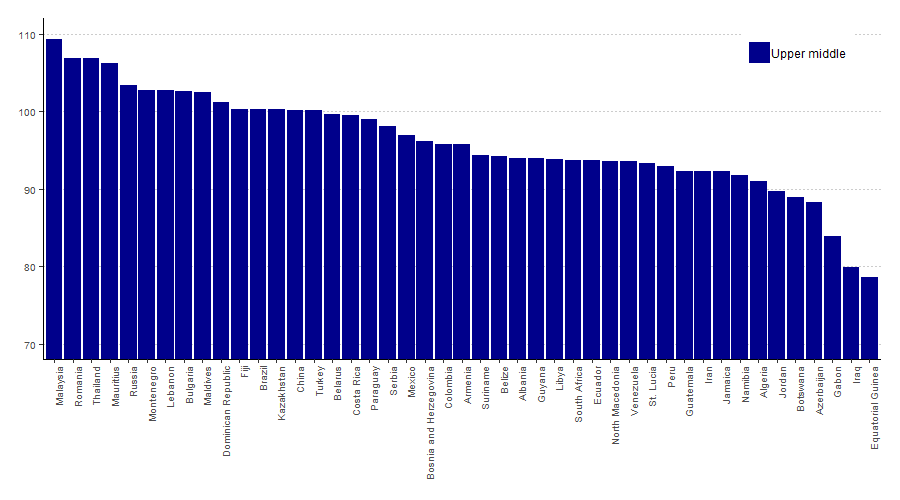 110
100
90
80
70
Upper middle
Malaysia
Romania
Thailand
Mauritius
Russia
Montenegro
Lebanon
Bulgaria
Maldives
Dominican Republic
Fiji
Brazil
Kazakhstan
China
Turkey
Belarus
Costa Rica
Paraguay
Serbia
Mexico
Bosnia and Herzegovina
Colombia
Armenia
Suriname
Belize
Albania
Guyana
Libya
South Africa
Ecuador
North Macedonia
Venezuela
St. Lucia
Peru
Guatemala
Iran
Jamaica
Namibia
Algeria
Jordan
Botswana
Azerbaijan
Gabon
Iraq
Equatorial Guinea